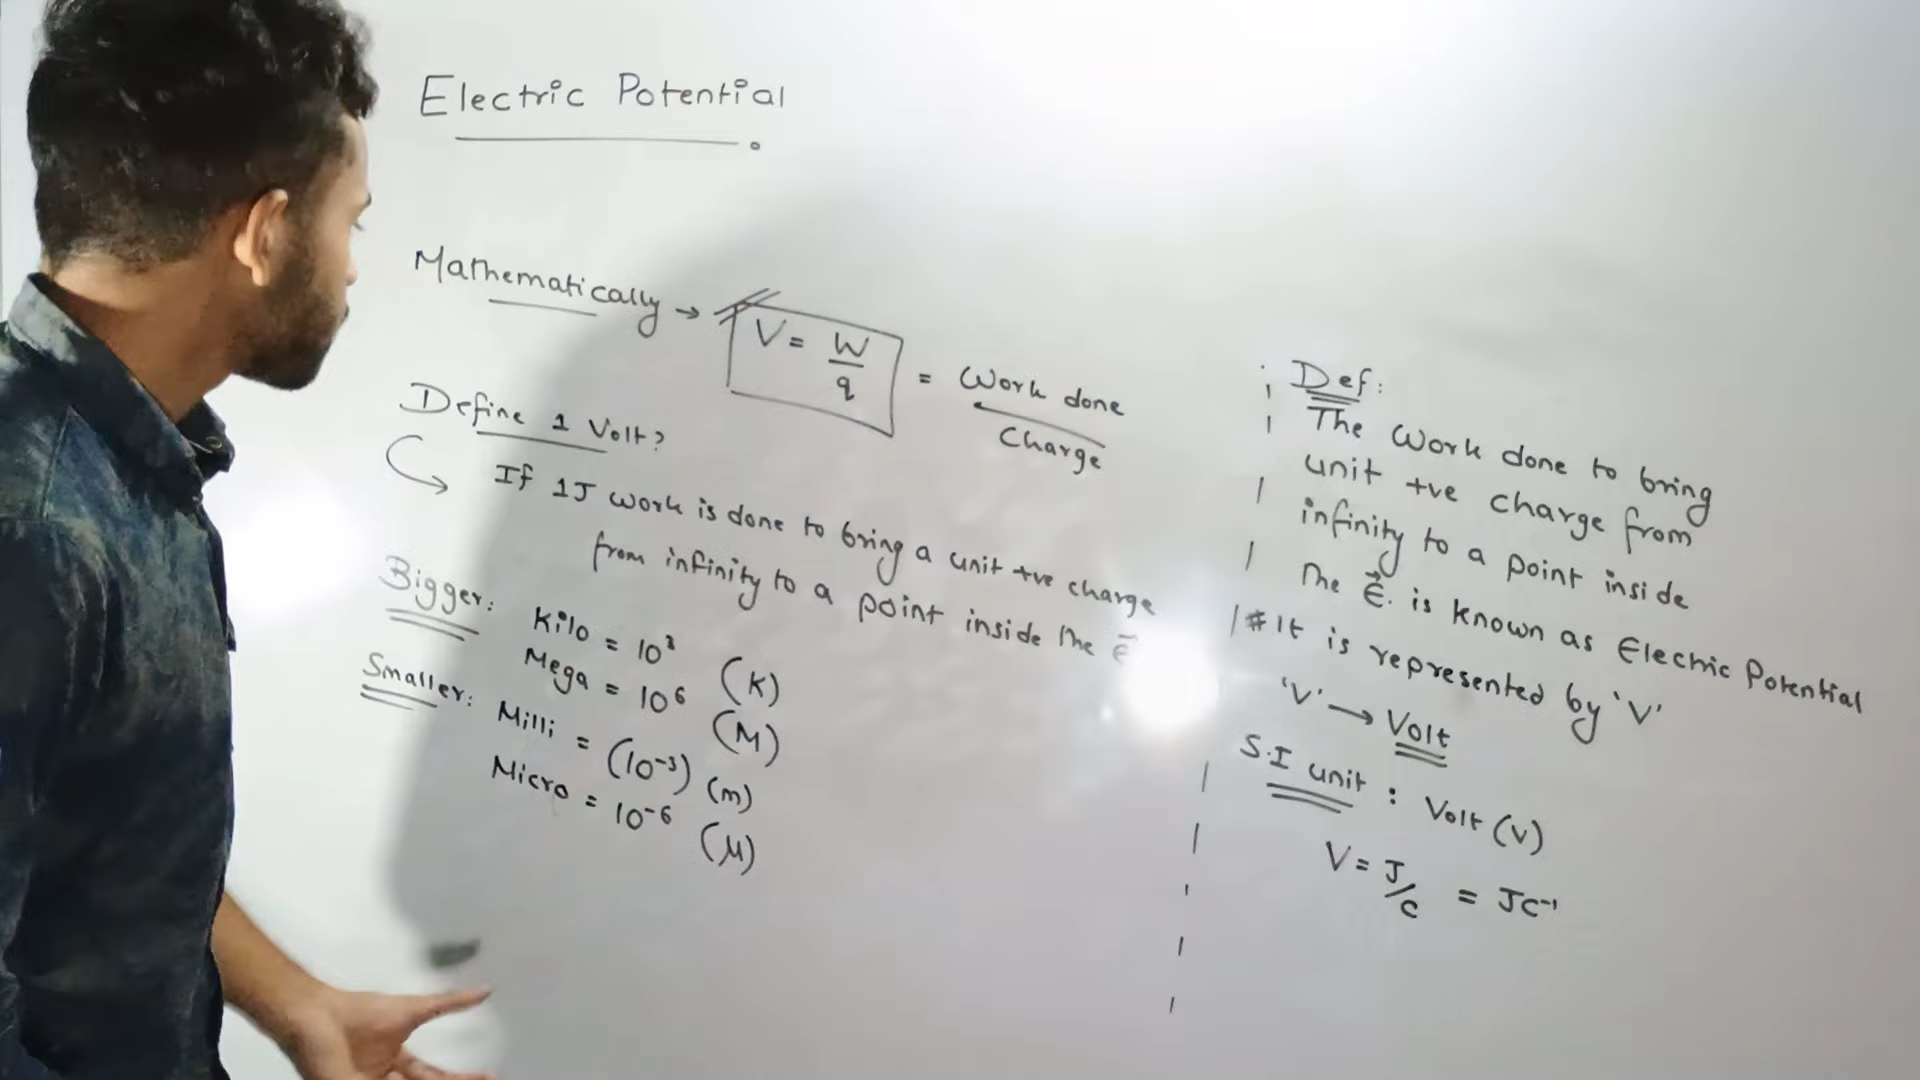 Electric Potential
Mathematically → V = W/q = Work done / Charge
Define 1 Volt?
If 1J work is done to bring a unit +ve charge
from infinity to a point inside the E⃗
Bigger: Kilo = 10³ (K)
Mega = 10⁶ (M)
Smaller: Milli = (10⁻³) (m)
Micro = 10⁻⁶ (μ)
Def:
The Work done to bring
unit +ve charge from
infinity to a point inside
the E⃗. is known as Electric Potential
# It is represented by 'V'
'V' → Volt
S.I unit : Volt (V)
V = J/C = JC⁻¹